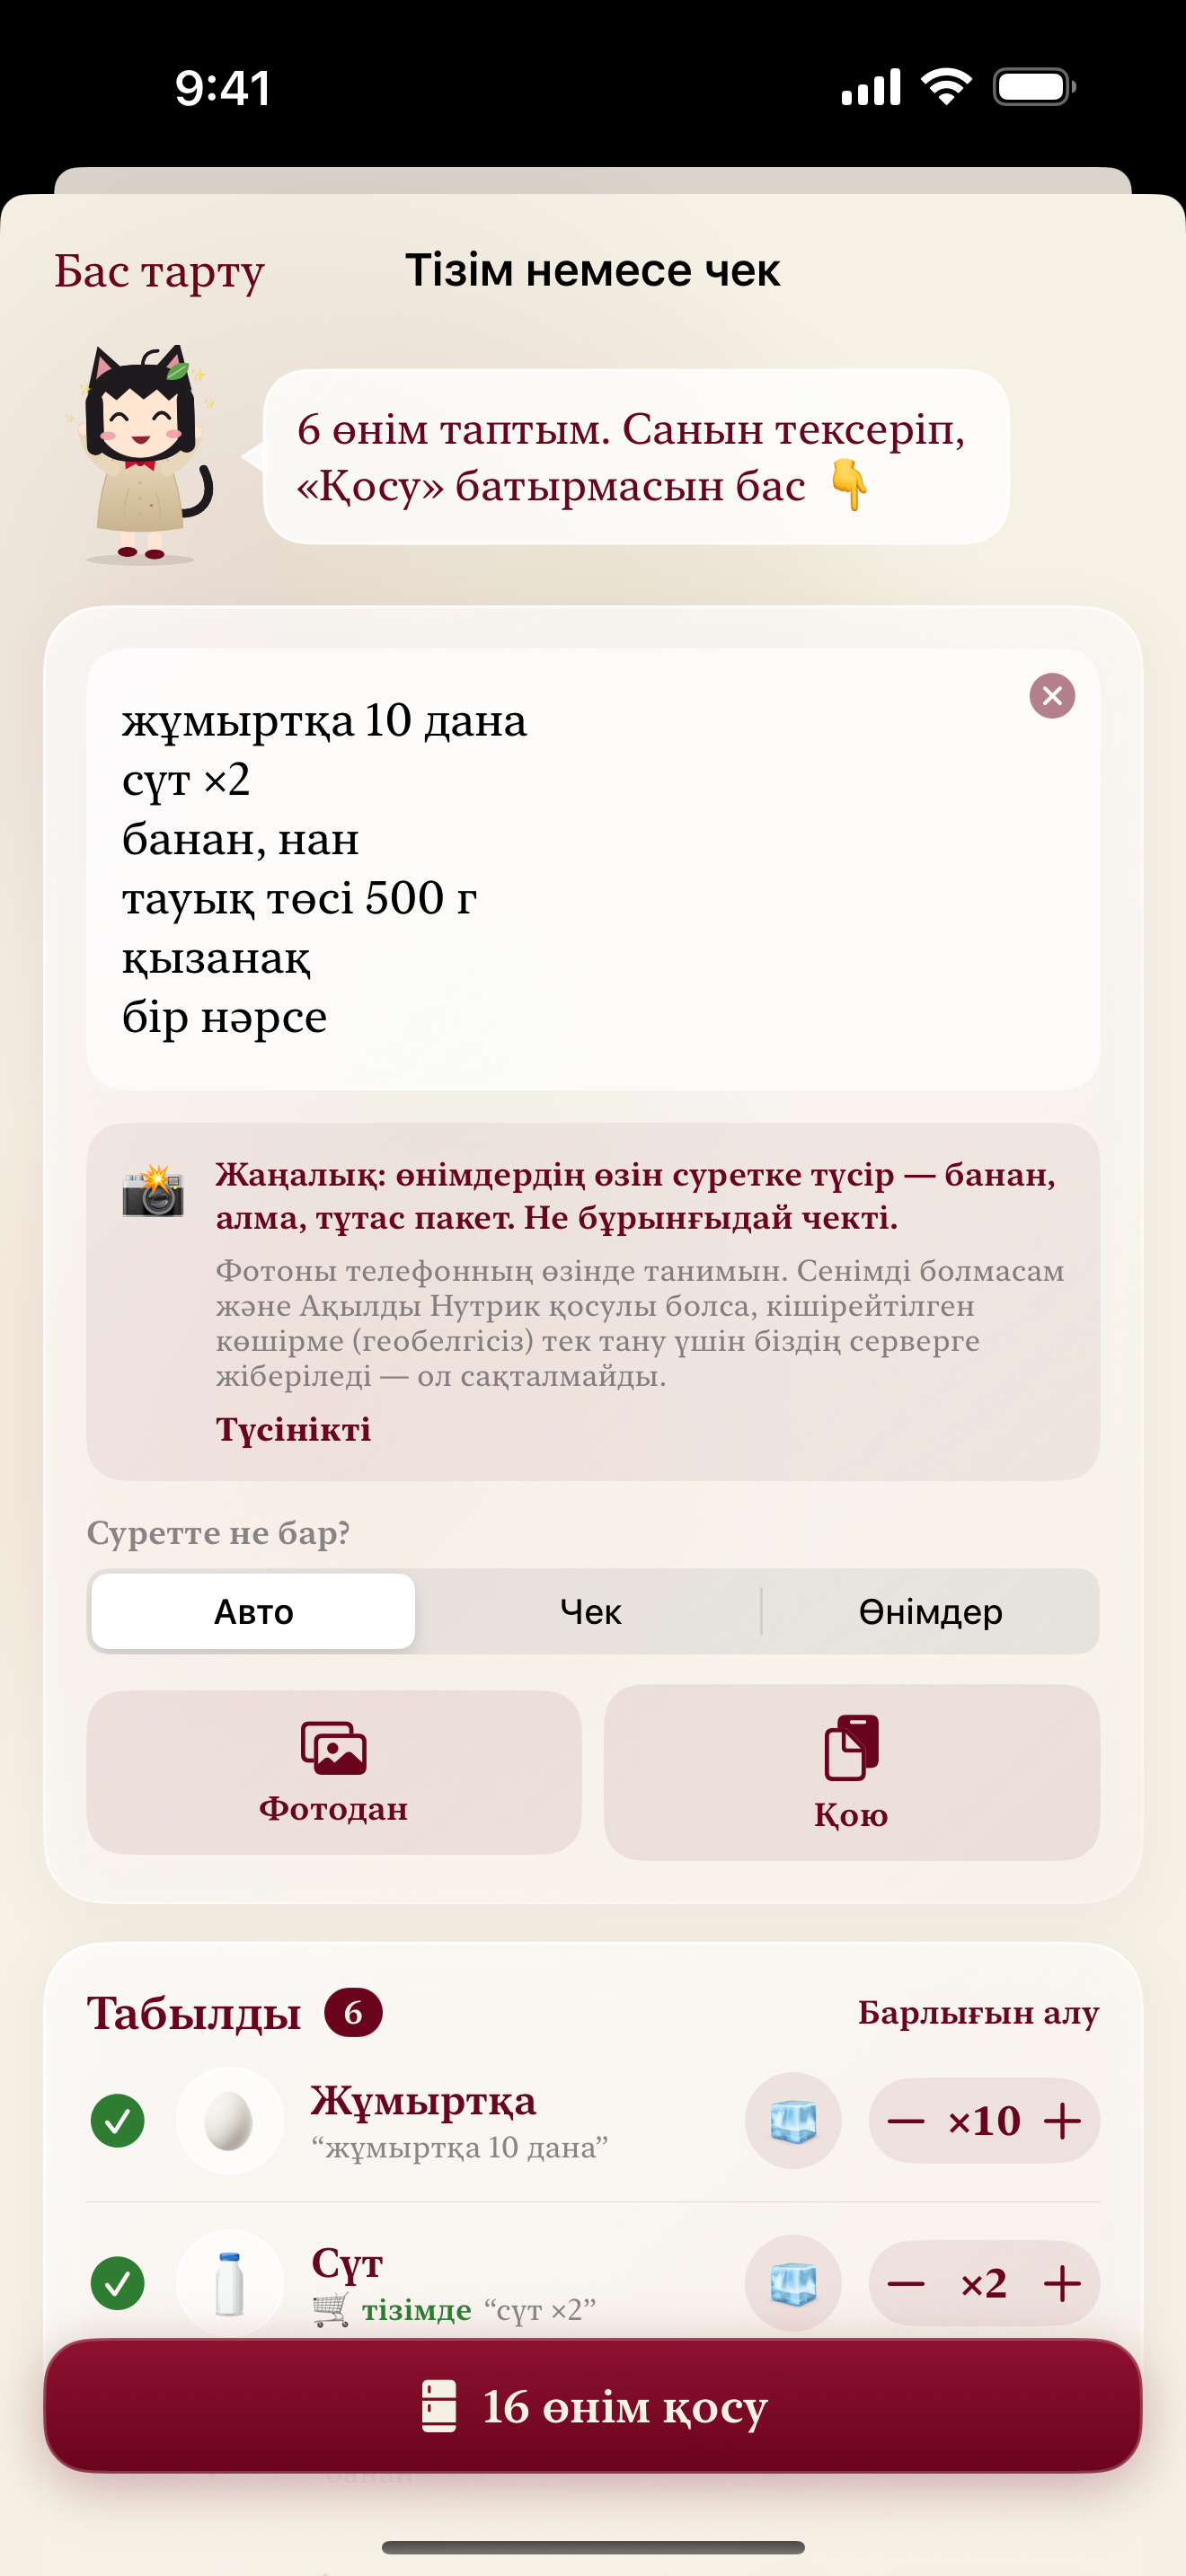 9:41
Бас тарту
Тізім немесе чек
6 өнім таптым. Санын тексеріп,
«Қосу» батырмасын бас 👇
жұмыртқа 10 дана
сүт ×2
банан, нан
тауық төсі 500 г
қызанақ
бір нәрсе
Жаңалық: өнімдердің өзін суретке түсір — банан,
алма, тұтас пакет. Не бұрынғыдай чекті.
Фотоны телефонның өзінде танимын. Сенімді болмасам
және Ақылды Нутрик қосулы болса, кішірейтілген
көшірме (геобелгісіз) тек тану үшін біздің серверге
жіберіледі — ол сақталмайды.
Түсінікті
Суретте не бар?
Авто
Чек
Өнімдер
Фотодан
Қою
Табылды 6
Барлығын алу
Жұмыртқа
“жұмыртқа 10 дана”
×10
Сүт
тізімде “сүт ×2”
×2
16 өнім қосу